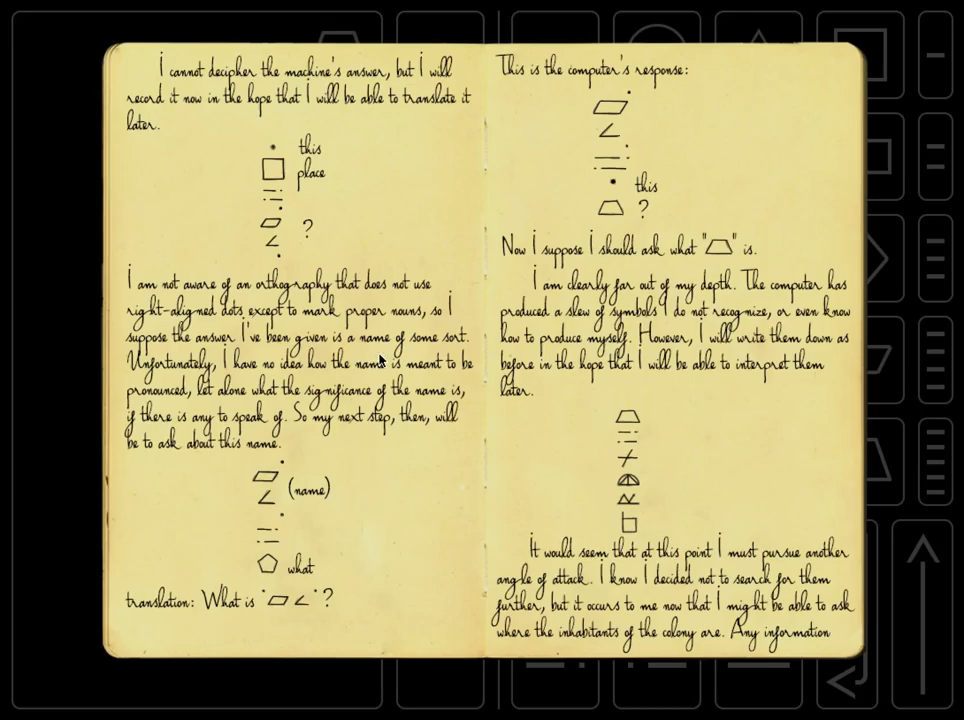 I cannot decipher the machine's answer, but I will
record it now in the hope that I will be able to translate it
later.
this
place
?
I am not aware of an orthography that does not use
right-aligned dots except to mark proper nouns, so I
suppose the answer I've been given is a name of some sort.
Unfortunately, I have no idea how the name is meant to be
pronounced, let alone what the significance of the name is,
if there is any to speak of. So my next step, then, will
be to ask about this name.
(name)
what
translation: What is "▱∠"?
This is the computer's response:
this
?
Now I suppose I should ask what "⏢" is.
I am clearly far out of my depth. The computer has
produced a slew of symbols I do not recognize, or even know
how to produce myself. However, I will write them down as
before in the hope that I will be able to interpret them
later.
It would seem that at this point I must pursue another
angle of attack. I know I decided not to search for them
further, but it occurs to me now that I might be able to ask
where the inhabitants of the colony are. Any information